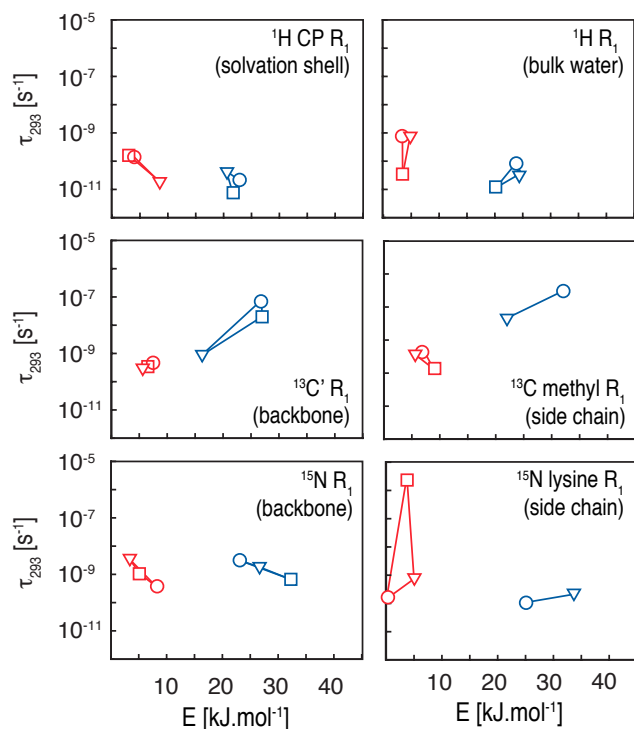 ¹H CP R₁
(solvation shell)
¹H R₁
(bulk water)
τ₂₉₃ [s⁻¹]
10⁻⁵
10⁻⁷
10⁻⁹
10⁻¹¹
¹³C' R₁
(backbone)
¹³C methyl R₁
(side chain)
τ₂₉₃ [s⁻¹]
10⁻⁵
10⁻⁷
10⁻⁹
10⁻¹¹
¹⁵N R₁
(backbone)
¹⁵N lysine R₁
(side chain)
τ₂₉₃ [s⁻¹]
10⁻⁵
10⁻⁷
10⁻⁹
10⁻¹¹
10 20 30 40
10 20 30 40
E [kJ.mol⁻¹]
E [kJ.mol⁻¹]